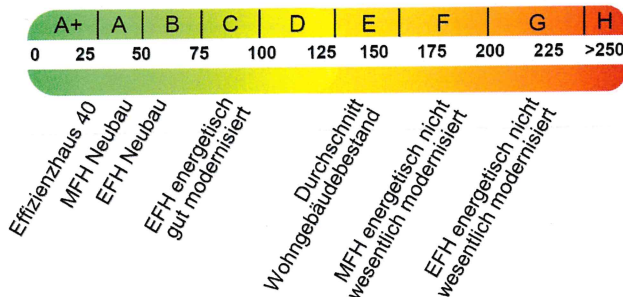 A+ A B C D E F G H
0 25 50 75 100 125 150 175 200 225 >250
Effizienzhaus 40
MFH Neubau
EFH Neubau
EFH energetisch
gut modernisiert
Durchschnitt
Wohngebäudebestand
MFH energetisch nicht
wesentlich modernisiert
EFH energetisch nicht
wesentlich modernisiert